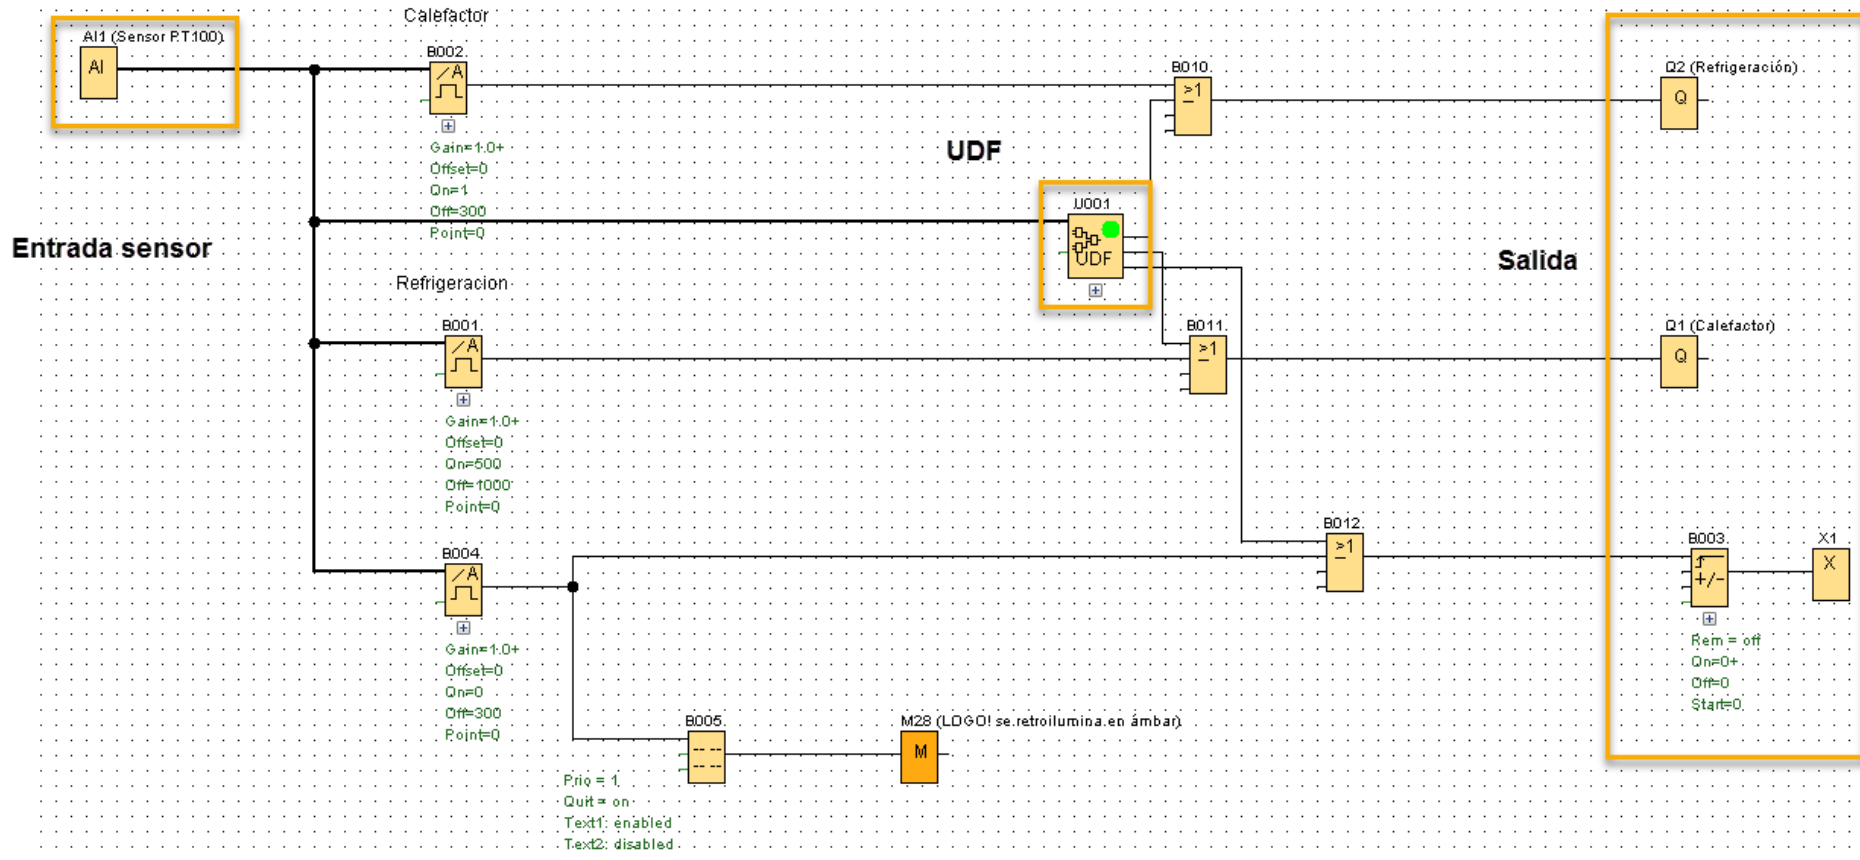 Calefactor
AI1 (Sensor PT100)
AI
B002
/A
Gain=1.0+
Offset=0
On=1
Off=300
Point=0
B010
>1
Q2 (Refrigeración)
Q
UDF
U001
UDF
Entrada sensor
Salida
Refrigeracion
B001
/A
Gain=1.0+
Offset=0
On=500
Off=1000
Point=0
B011
>1
Q1 (Calefactor)
Q
B004
/A
Gain=1.0+
Offset=0
On=0
Off=300
Point=0
B012
>1
B003
+/-
Rem = off
On=0+
Off=0
Start=0
X1
X
B005
M28 (LOGO! se retroilumina en ámbar)
M
Prio = 1
Quit = on
Text1: enabled
Text2: disabled